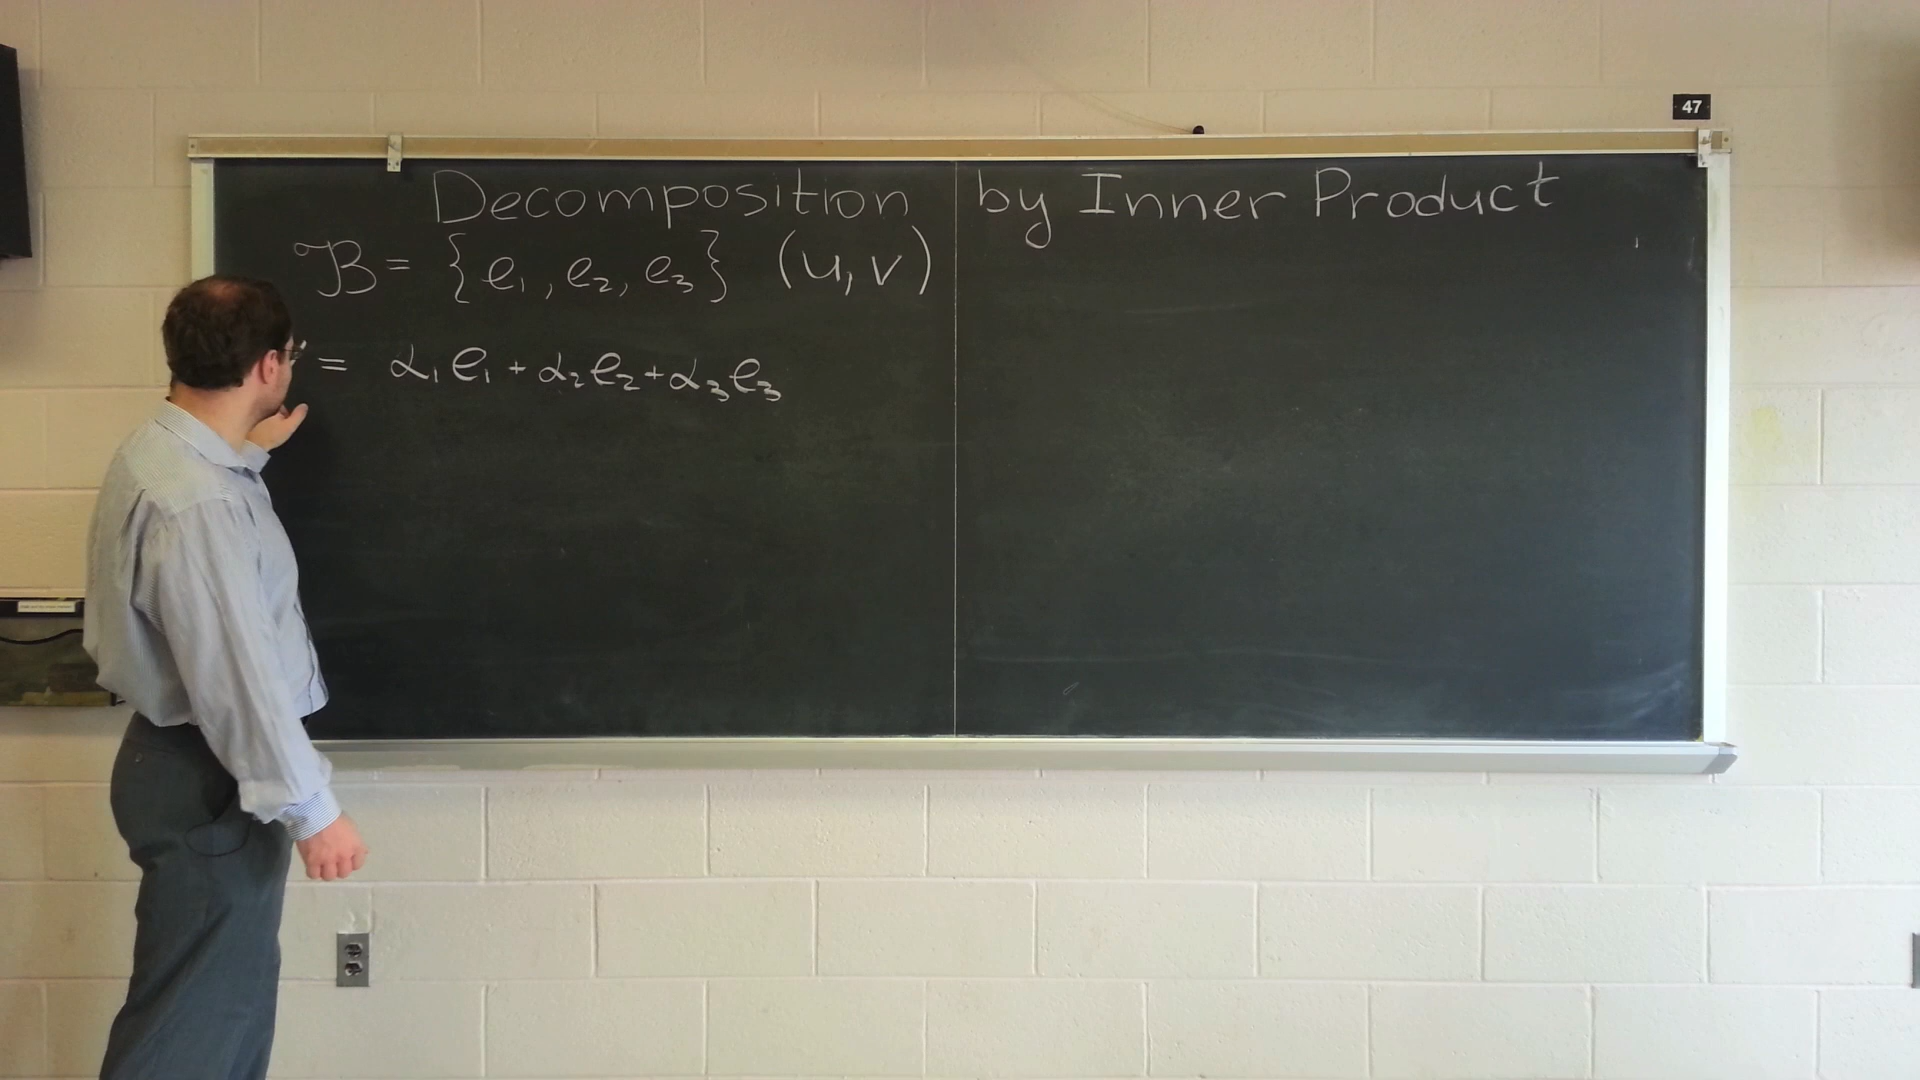 47
Decomposition by Inner Product
B = {e₁, e₂, e₃} (u, v)
= α₁e₁ + α₂e₂ + α₃e₃